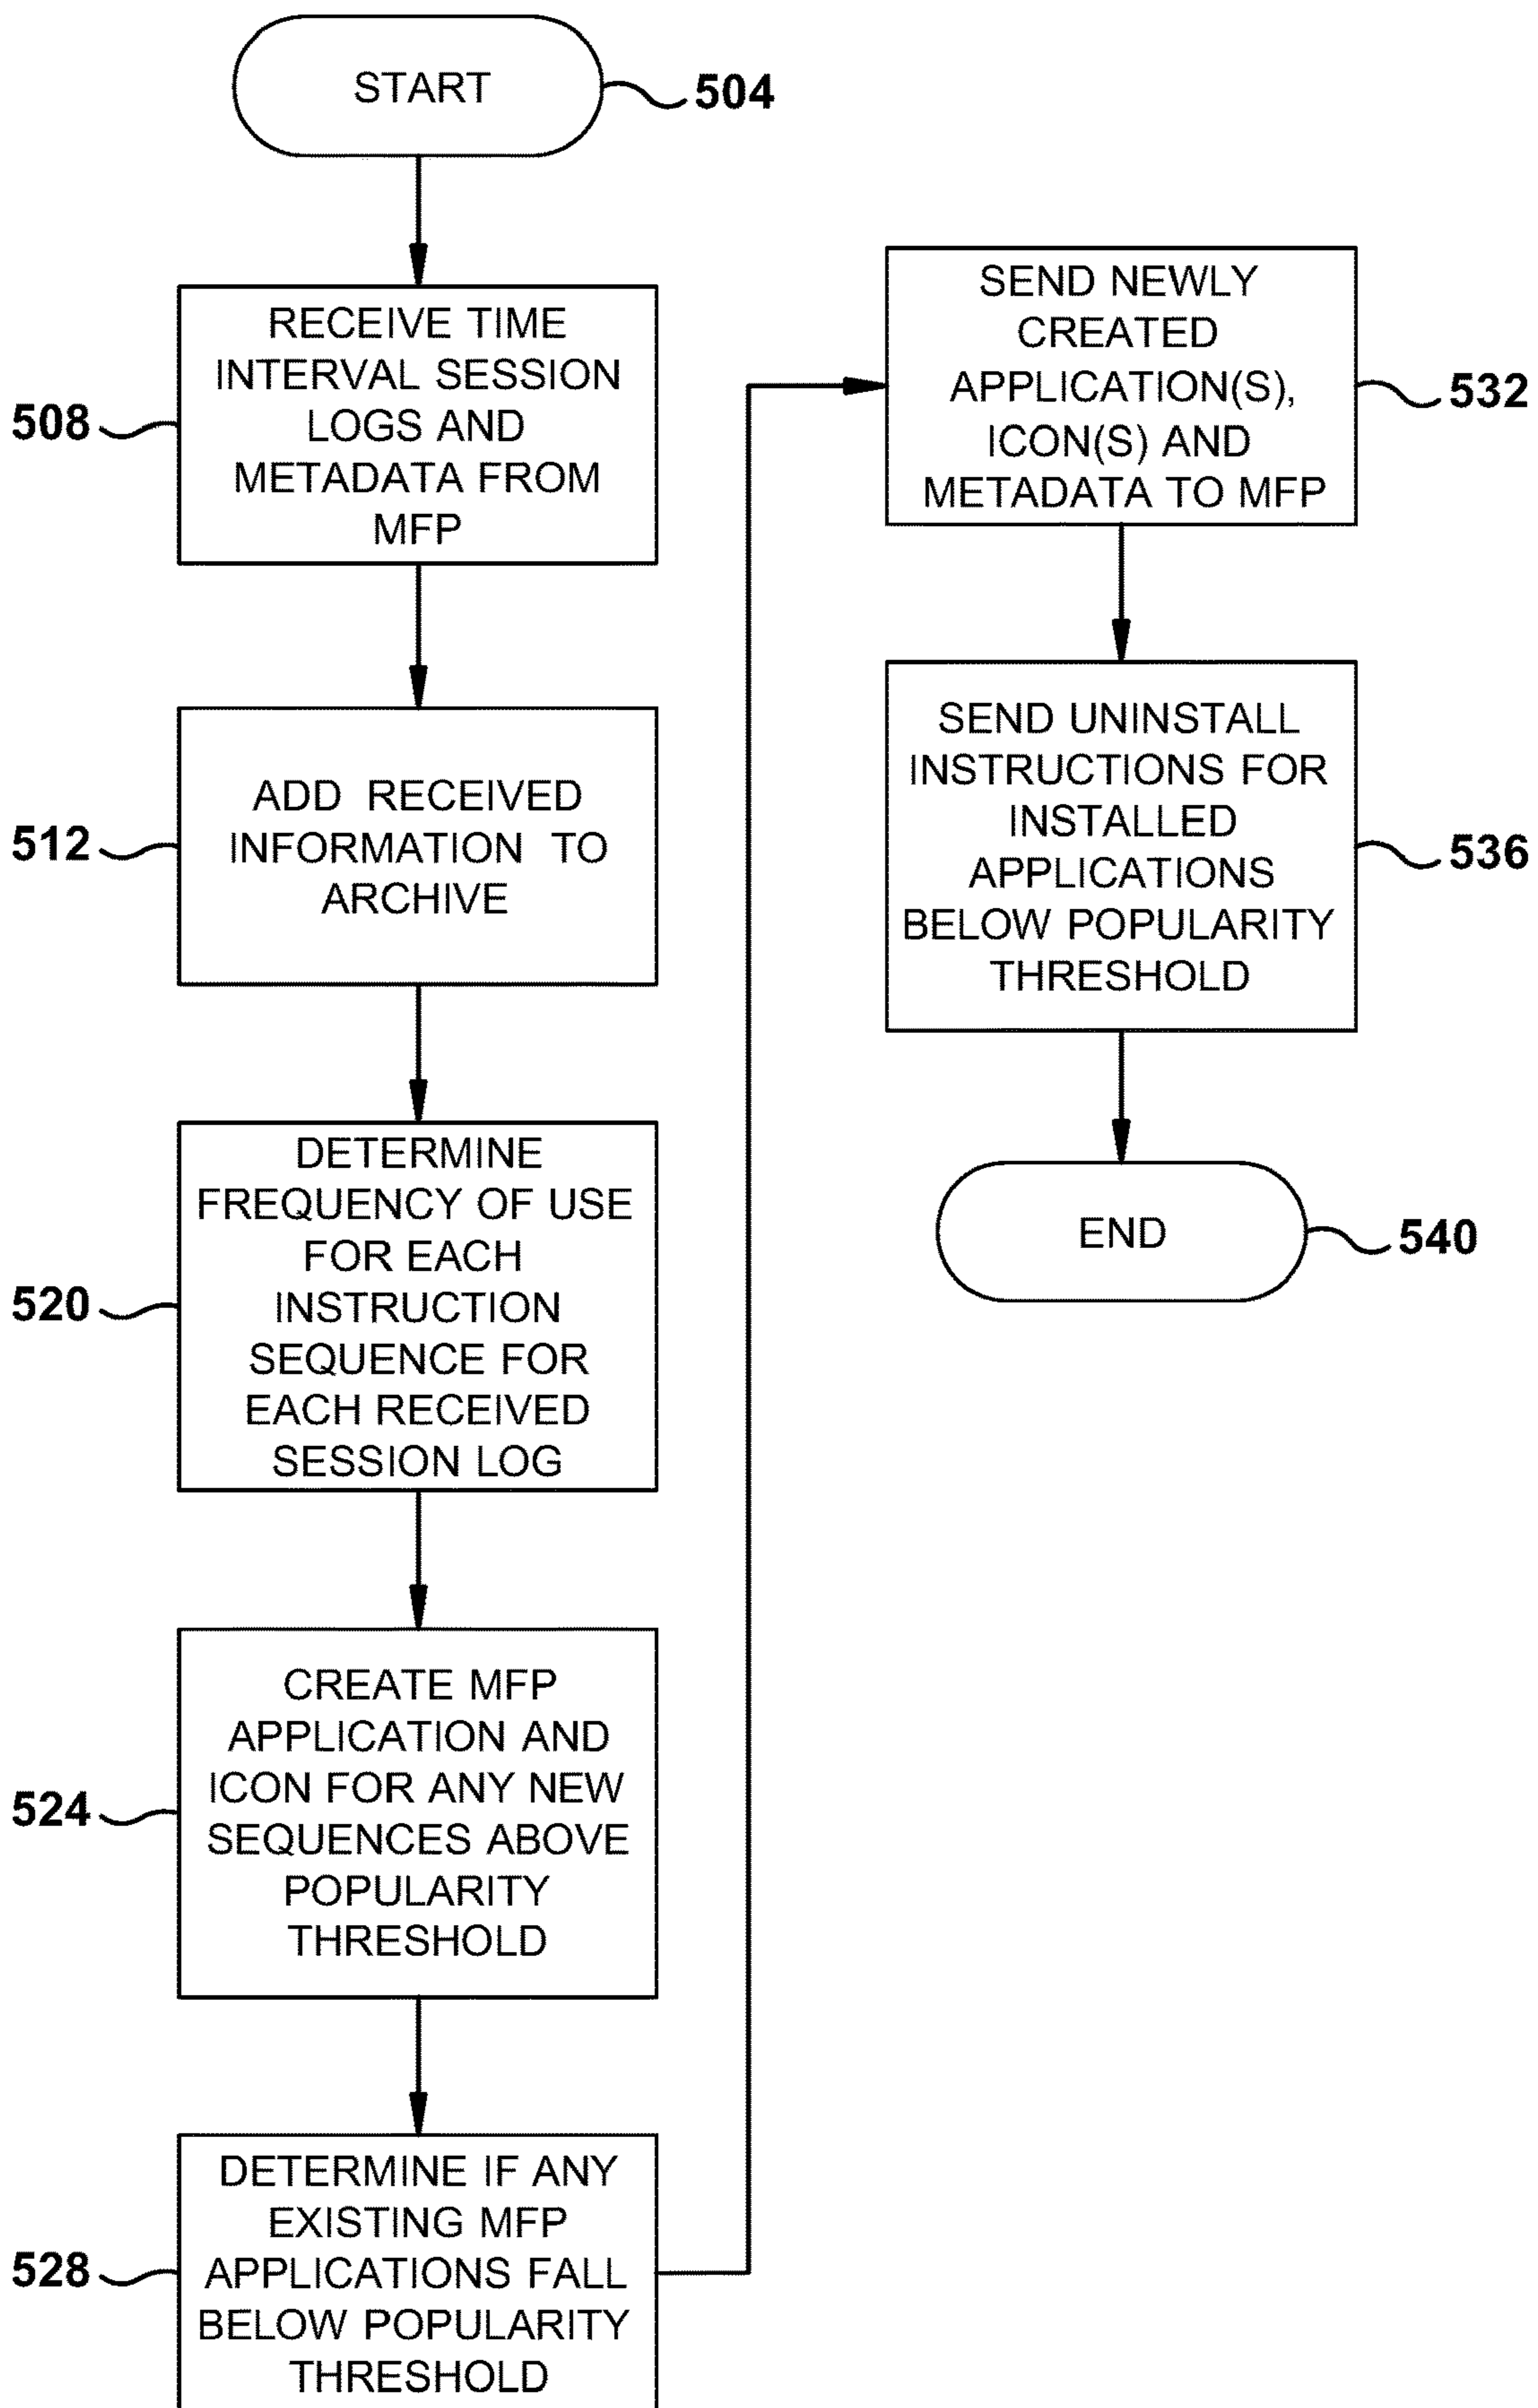 START
504
RECEIVE TIME
INTERVAL SESSION
LOGS AND
METADATA FROM
MFP
508
ADD RECEIVED
INFORMATION TO
ARCHIVE
512
DETERMINE
FREQUENCY OF USE
FOR EACH
INSTRUCTION
SEQUENCE FOR
EACH RECEIVED
SESSION LOG
520
CREATE MFP
APPLICATION AND
ICON FOR ANY NEW
SEQUENCES ABOVE
POPULARITY
THRESHOLD
524
DETERMINE IF ANY
EXISTING MFP
APPLICATIONS FALL
BELOW POPULARITY
THRESHOLD
528
SEND NEWLY
CREATED
APPLICATION(S),
ICON(S) AND
METADATA TO MFP
532
SEND UNINSTALL
INSTRUCTIONS FOR
INSTALLED
APPLICATIONS
BELOW POPULARITY
THRESHOLD
536
END
540